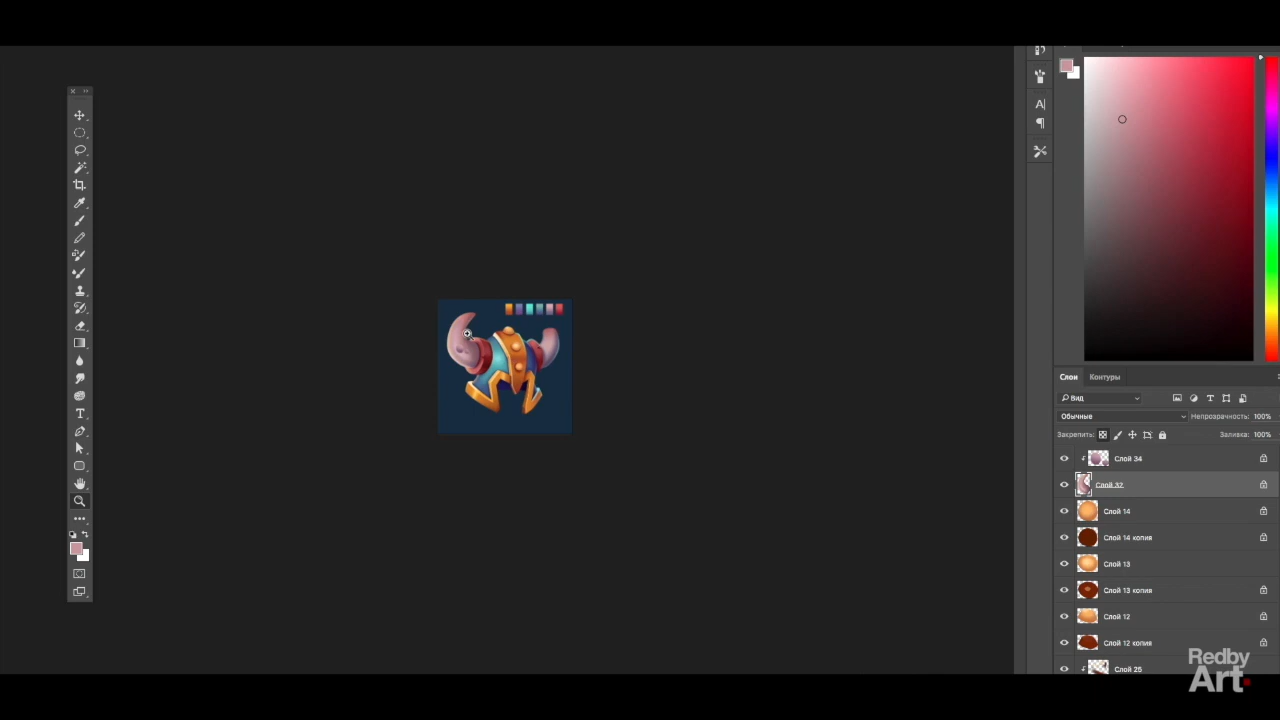 Слои Контуры
Вид
Обычные Непрозрачность: 100%
Закрепить: Заливка: 100%
Слой 34
Слой 32
Слой 14
Слой 14 копия
Слой 13
Слой 13 копия
Слой 12
Слой 12 копия
Слой 25
Redby
Art